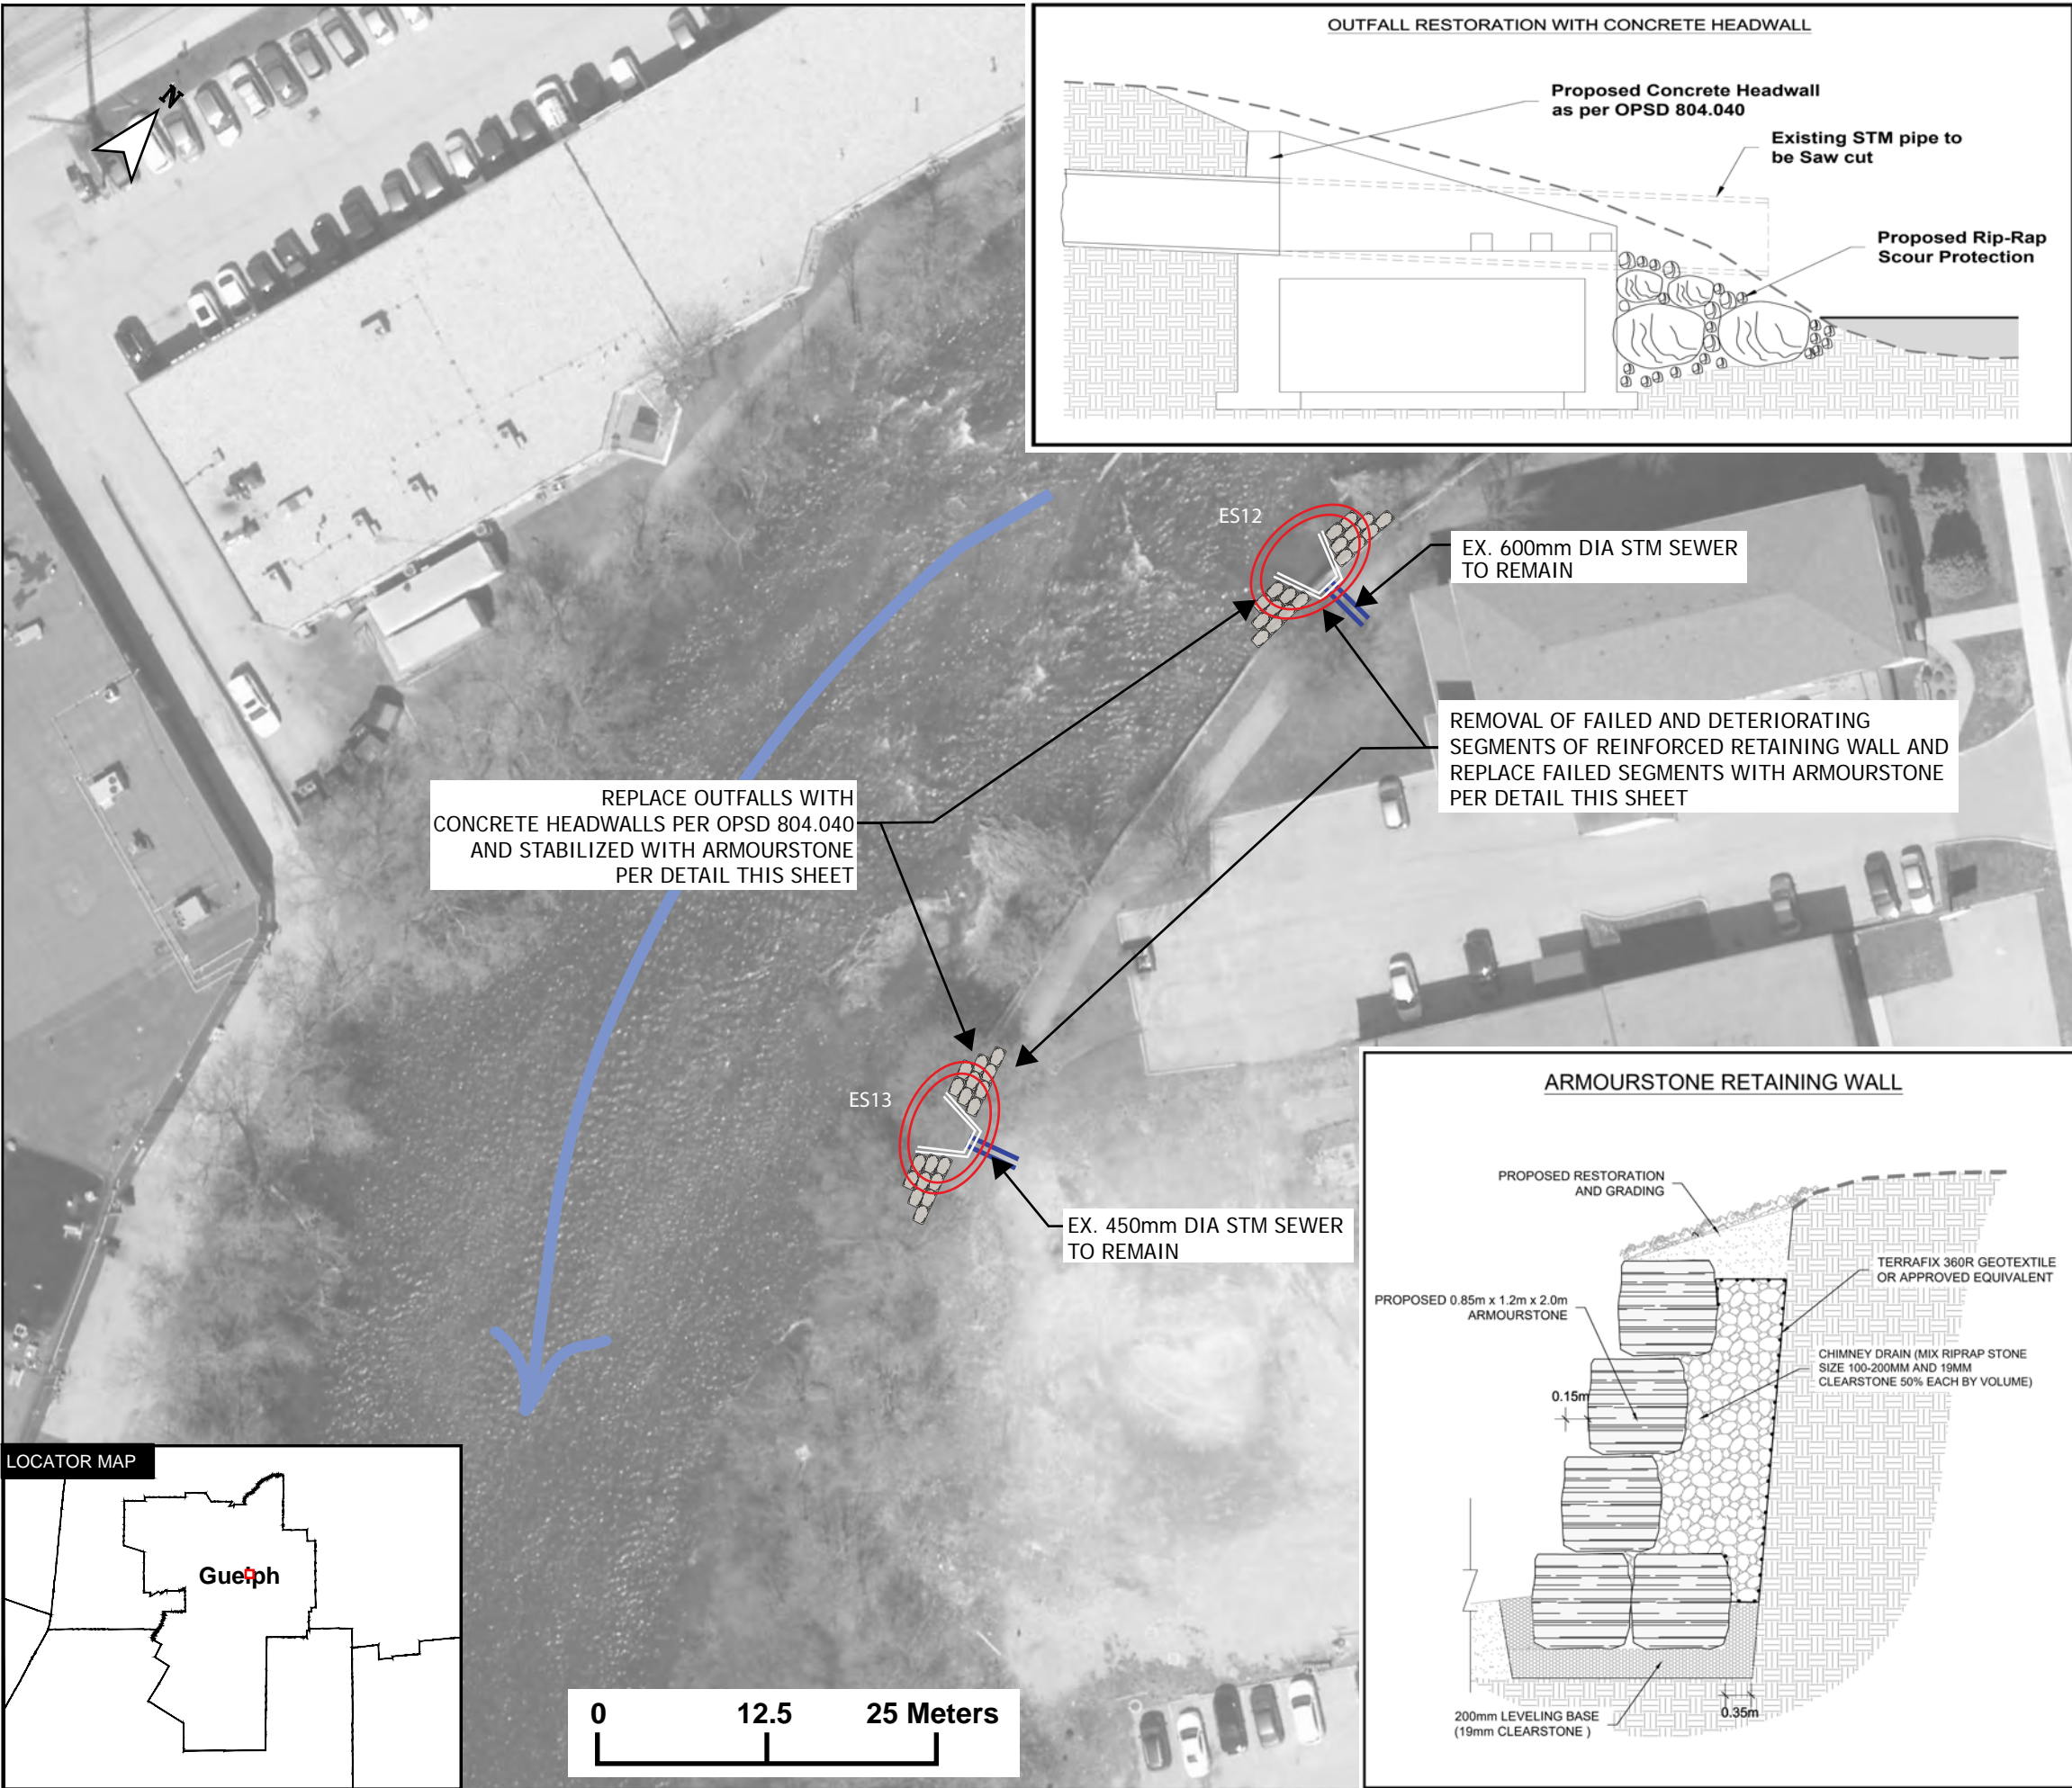 OUTFALL RESTORATION WITH CONCRETE HEADWALL
Proposed Concrete Headwall
as per OPSD 804.040
Existing STM pipe to
be Saw cut
Proposed Rip-Rap
Scour Protection
N
ES12
EX. 600mm DIA STM SEWER
TO REMAIN
REMOVAL OF FAILED AND DETERIORATING
SEGMENTS OF REINFORCED RETAINING WALL AND
REPLACE FAILED SEGMENTS WITH ARMOURSTONE
PER DETAIL THIS SHEET
REPLACE OUTFALLS WITH
CONCRETE HEADWALLS PER OPSD 804.040
AND STABILIZED WITH ARMOURSTONE
PER DETAIL THIS SHEET
ES13
EX. 450mm DIA STM SEWER
TO REMAIN
ARMOURSTONE RETAINING WALL
PROPOSED RESTORATION
AND GRADING
TERRAFIX 360R GEOTEXTILE
OR APPROVED EQUIVALENT
PROPOSED 0.85m x 1.2m x 2.0m
ARMOURSTONE
CHIMNEY DRAIN (MIX RIPRAP STONE
SIZE 100-200MM AND 19MM
CLEARSTONE 50% EACH BY VOLUME)
0.15m
200mm LEVELING BASE
(19mm CLEARSTONE )
0.35m
LOCATOR MAP
Guelph
0 12.5 25 Meters